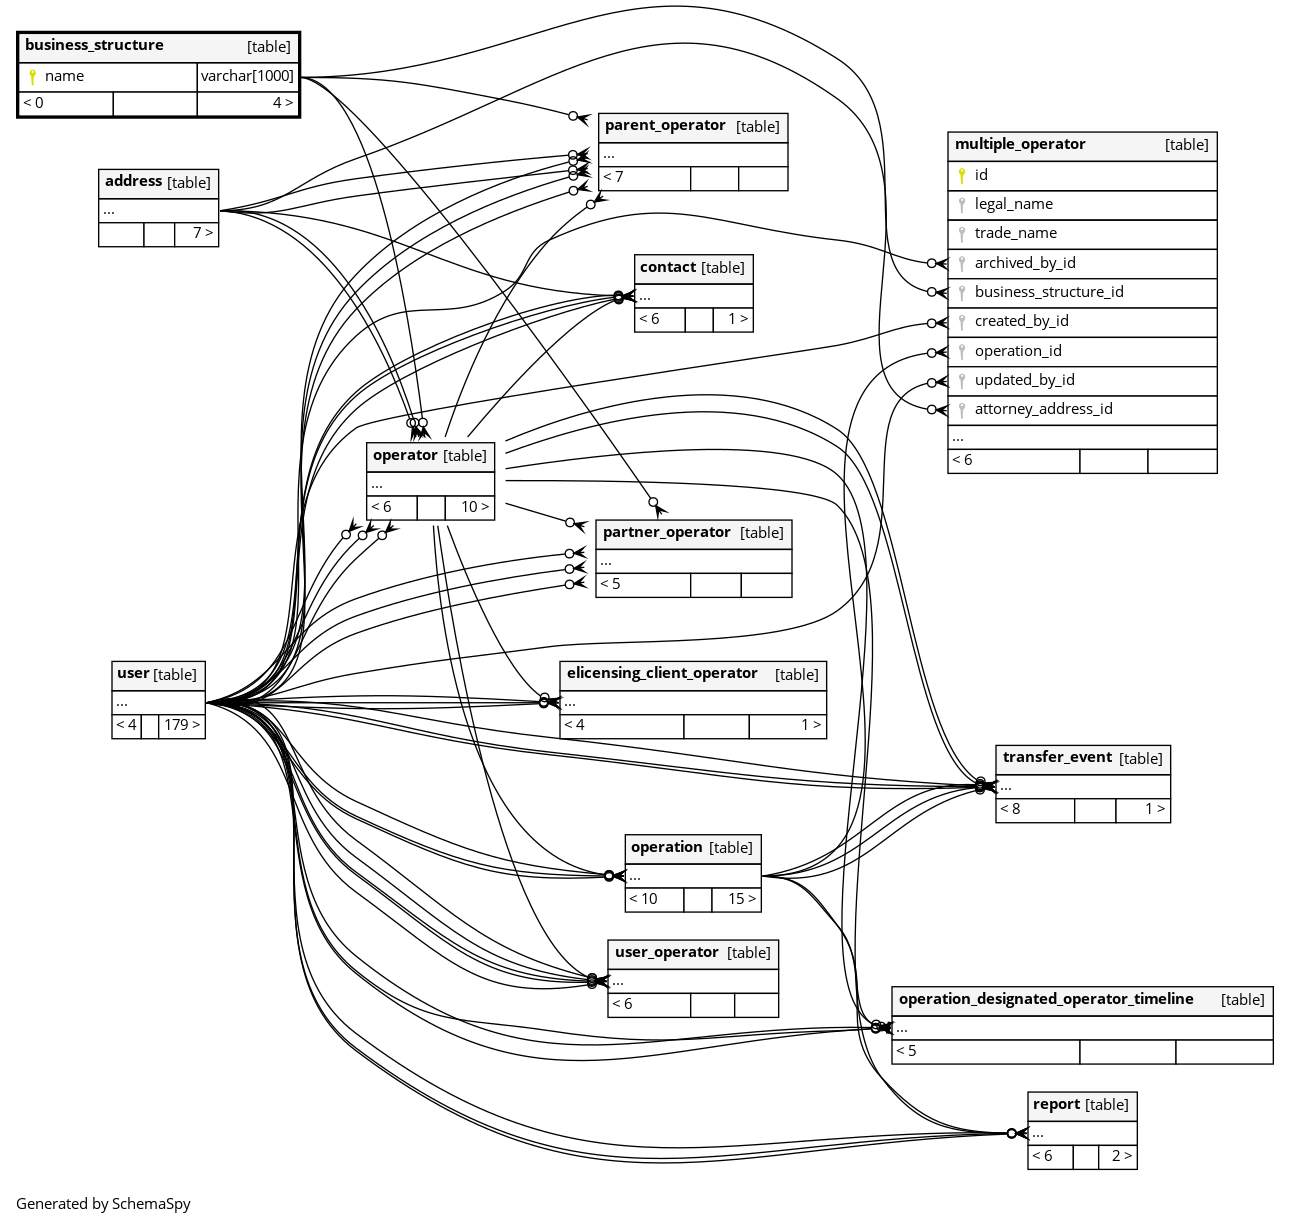 business_structure [table]
name varchar[1000]
< 0 4 >
parent_operator [table]
...
< 7
multiple_operator [table]
id
legal_name
trade_name
archived_by_id
business_structure_id
created_by_id
operation_id
updated_by_id
attorney_address_id
...
< 6
address [table]
...
7 >
contact [table]
...
< 6 1 >
operator [table]
...
< 6 10 >
partner_operator [table]
...
< 5
user [table]
...
< 4 179 >
elicensing_client_operator [table]
...
< 4 1 >
transfer_event [table]
...
< 8 1 >
operation [table]
...
< 10 15 >
user_operator [table]
...
< 6
operation_designated_operator_timeline [table]
...
< 5
report [table]
...
< 6 2 >
Generated by SchemaSpy